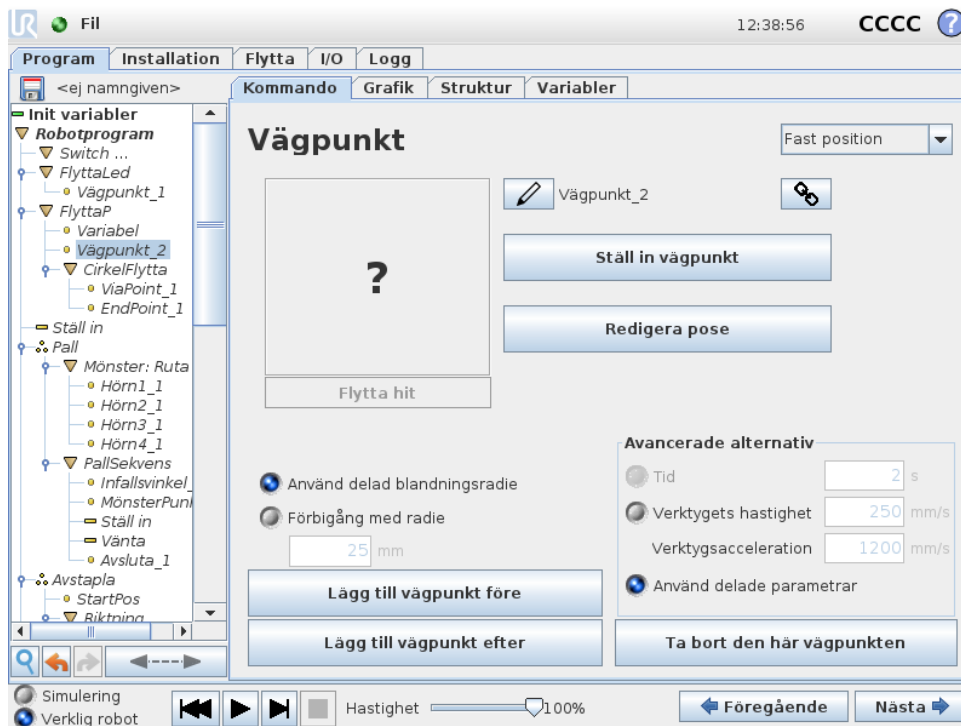 UR Fil 12:38:56 CCCC ?
Program Installation Flytta I/O Logg
<ej namngiven>
Kommando Grafik Struktur Variabler
Init variabler
Robotprogram
Switch ...
FlyttaLed
Vägpunkt_1
FlyttaP
Variabel
Vägpunkt_2
CirkelFlytta
ViaPoint_1
EndPoint_1
Ställ in
Pall
Mönster: Ruta
Hörn1_1
Hörn2_1
Hörn3_1
Hörn4_1
PallSekvens
Infallsvinkel_
MönsterPun
Ställ in
Vänta
Avsluta_1
Avstapla
StartPos
Riktning
Vägpunkt
Fast position
?
Vägpunkt_2
Ställ in vägpunkt
Redigera pose
Flytta hit
Använd delad blandningsradie
Förbigång med radie
25 mm
Avancerade alternativ
Tid 2 s
Verktygets hastighet 250 mm/s
Verktygsacceleration 1200 mm/s
Använd delade parametrar
Lägg till vägpunkt före
Lägg till vägpunkt efter
Ta bort den här vägpunkten
Simulering
Verklig robot
Hastighet 100%
Föregående
Nästa